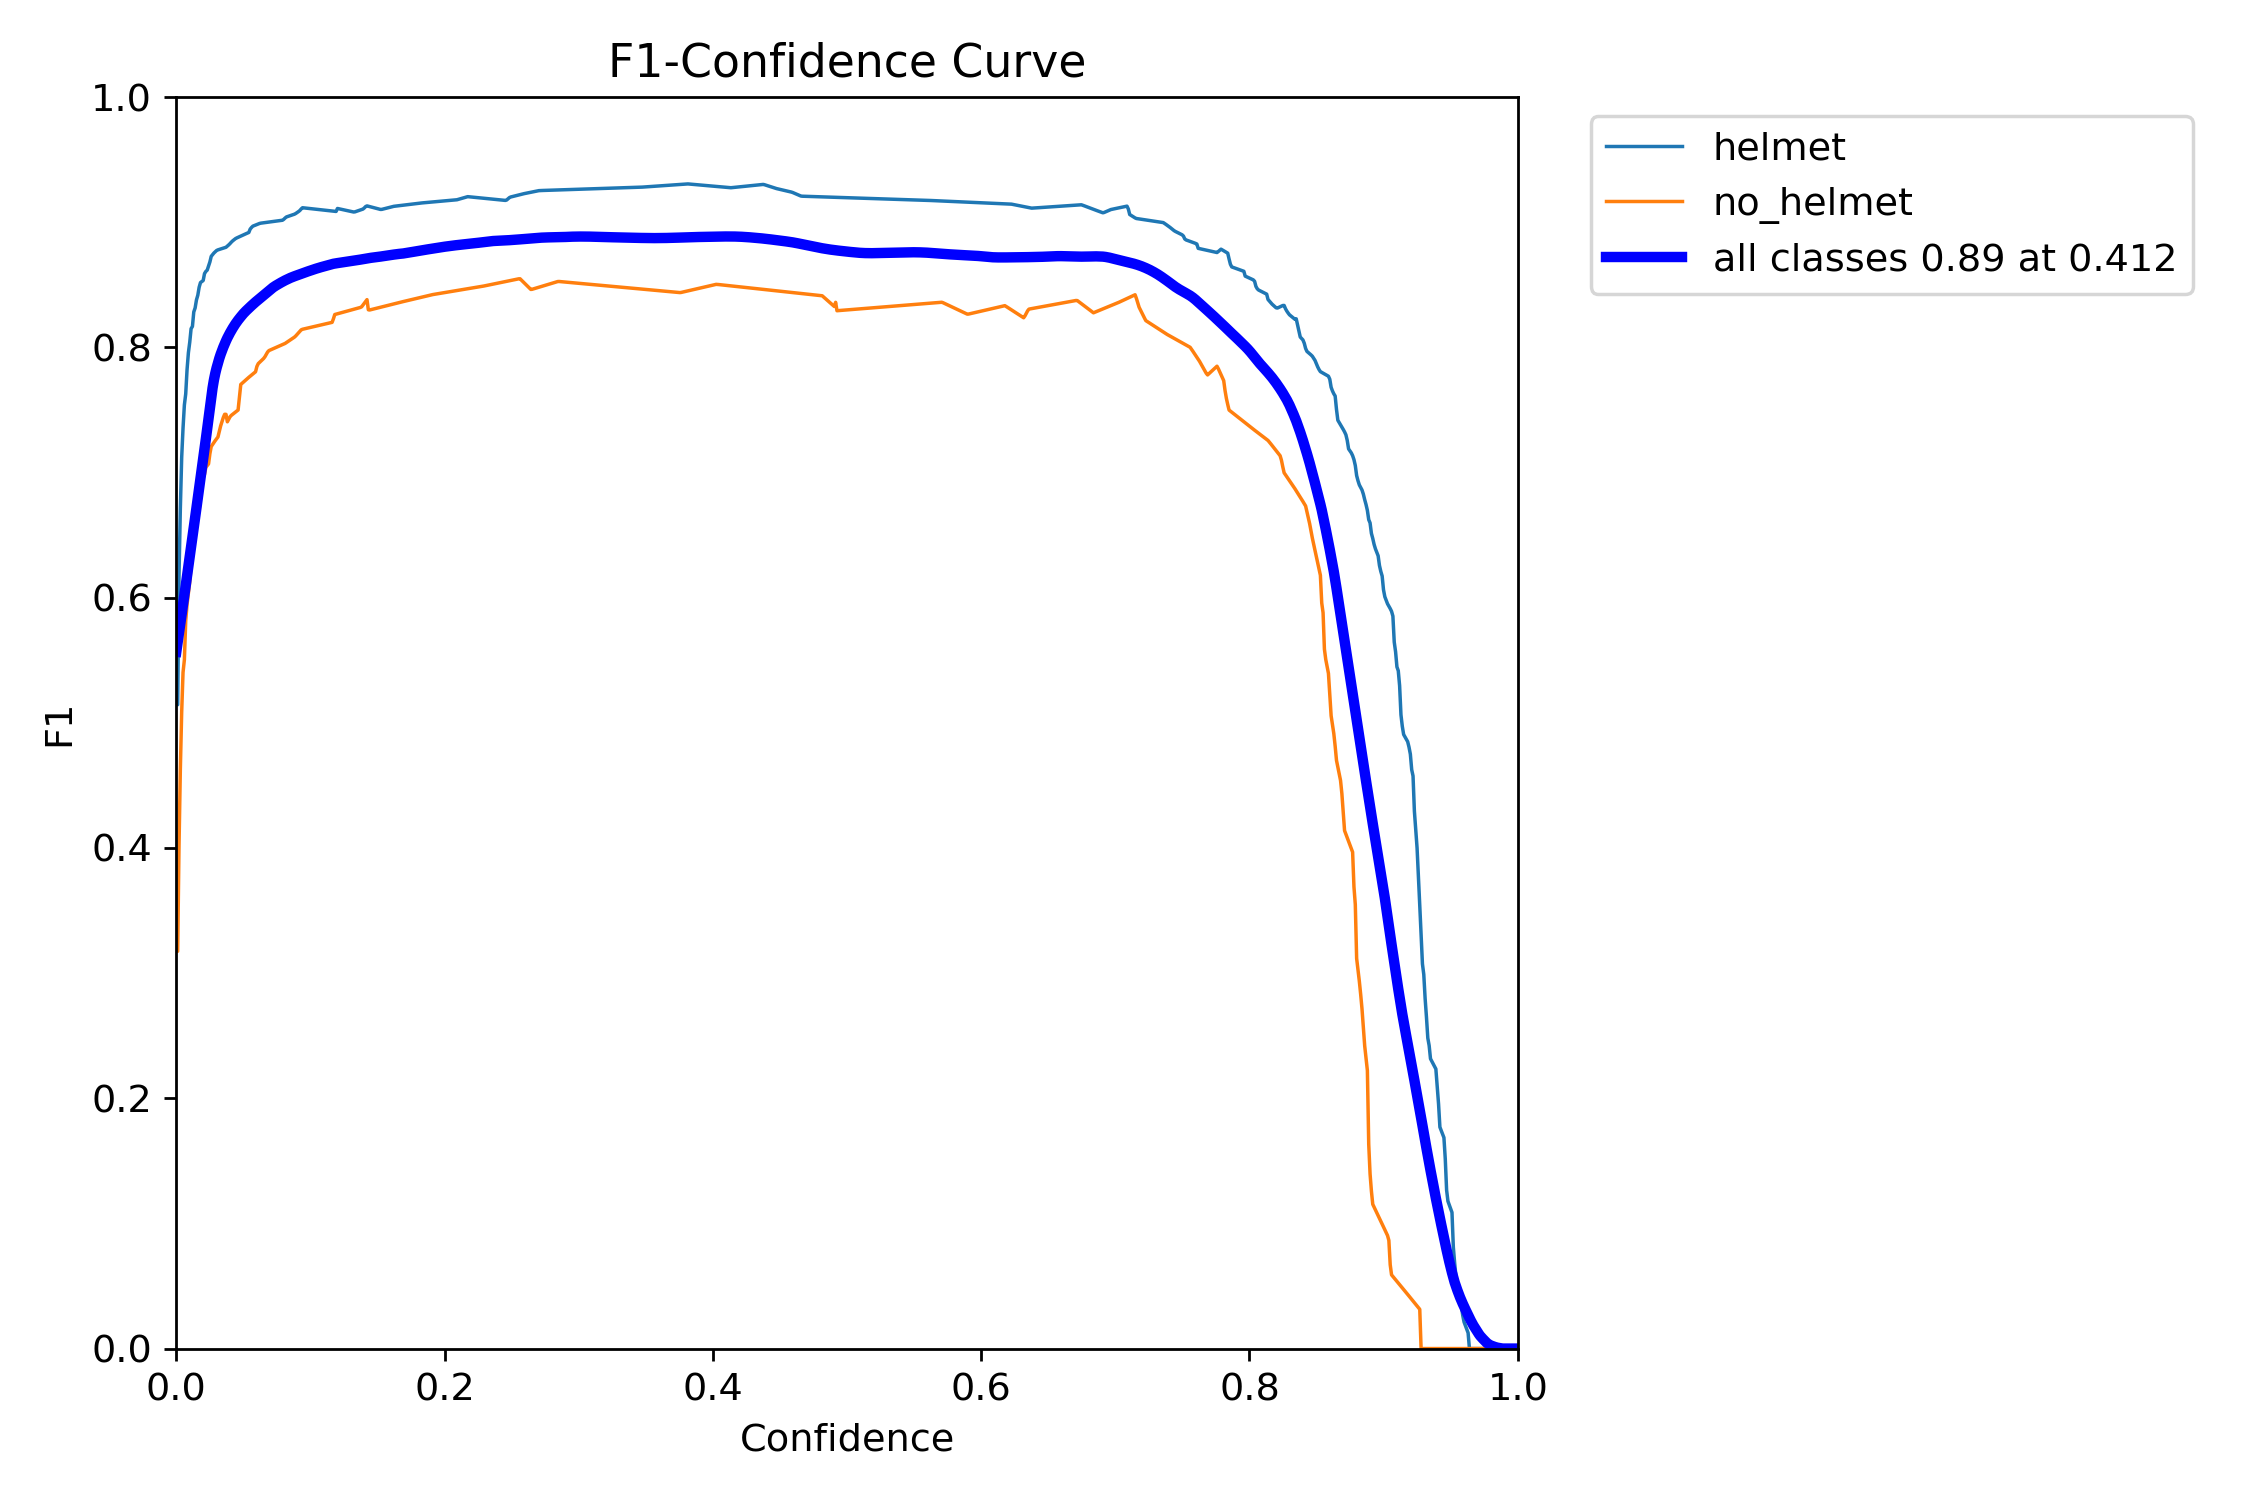 F1-Confidence Curve
helmet
no_helmet
all classes 0.89 at 0.412
1.0
0.8
0.6
0.4
0.2
0.0
F1
0.0 0.2 0.4 0.6 0.8 1.0
Confidence